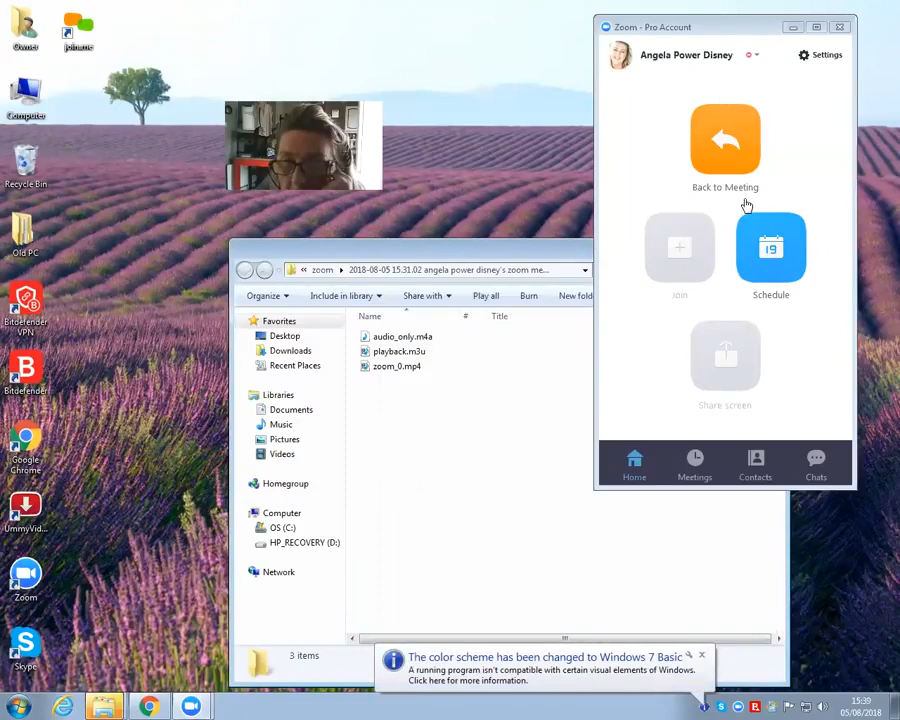 Owner
join.me
Computer
Recycle Bin
Old PC
Bitdefender
VPN
Bitdefender
Google
Chrome
UmmyVid...
Zoom
Skype
Zoom - Pro Account
Angela Power Disney
Settings
Back to Meeting
19
Join
Schedule
Share screen
Home
Meetings
Contacts
Chats
« zoom ▸ 2018-08-05 15.31.02 angela power disney's zoom me...
Organize
Include in library
Share with
Play all
Burn
New fold
Name
#
Title
Favorites
Desktop
Downloads
Recent Places
Libraries
Documents
Music
Pictures
Videos
Homegroup
Computer
OS (C:)
HP_RECOVERY (D:)
Network
audio_only.m4a
playback.m3u
zoom_0.mp4
3 items
The color scheme has been changed to Windows 7 Basic
A running program isn't compatible with certain visual elements of Windows.
Click here for more information.
15:39
05/08/2018